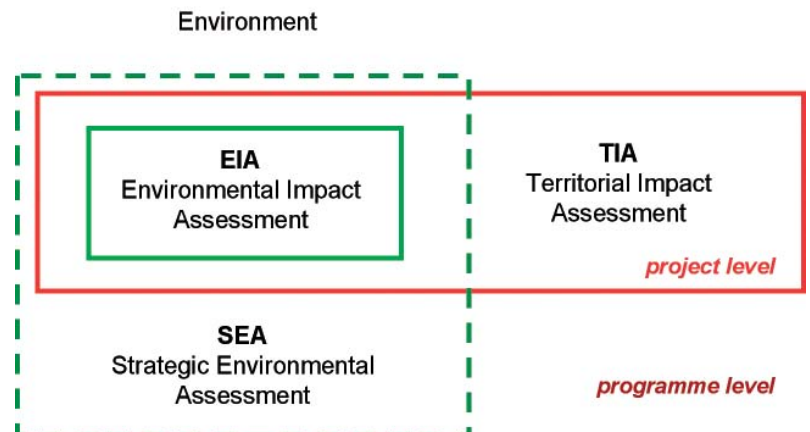 Environment
EIA
Environmental Impact
Assessment
TIA
Territorial Impact
Assessment
project level
SEA
Strategic Environmental
Assessment
programme level